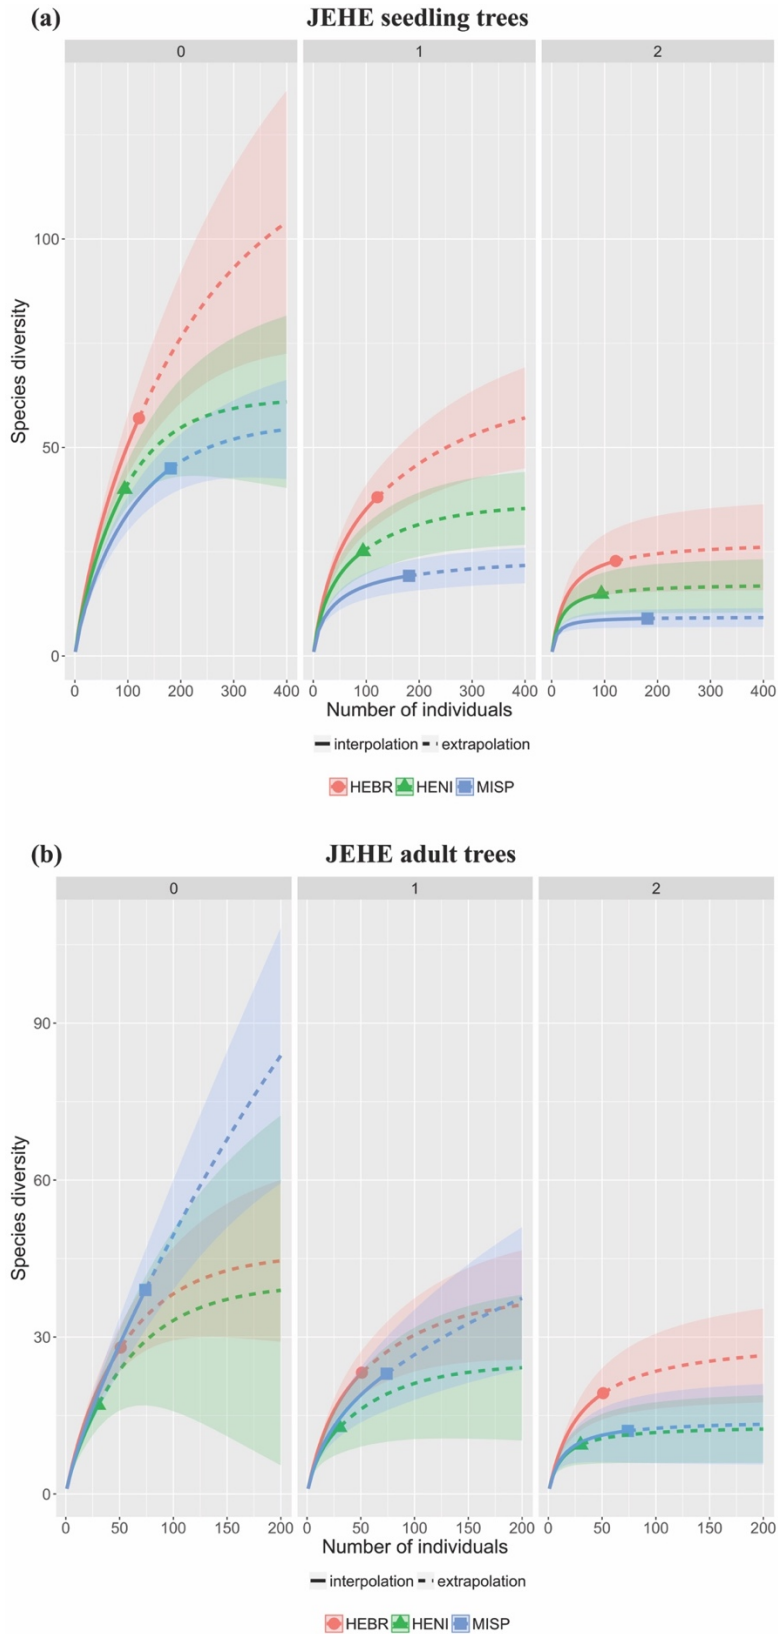 (a) JEHE seedling trees
0 1 2
Species diversity
100
50
0
0 100 200 300 400 0 100 200 300 400 0 100 200 300 400
Number of individuals
interpolation extrapolation
HEBR HENI MISP
(b) JEHE adult trees
0 1 2
Species diversity
90
60
30
0
0 50 100 150 200 0 50 100 150 200 0 50 100 150 200
Number of individuals
interpolation extrapolation
HEBR HENI MISP